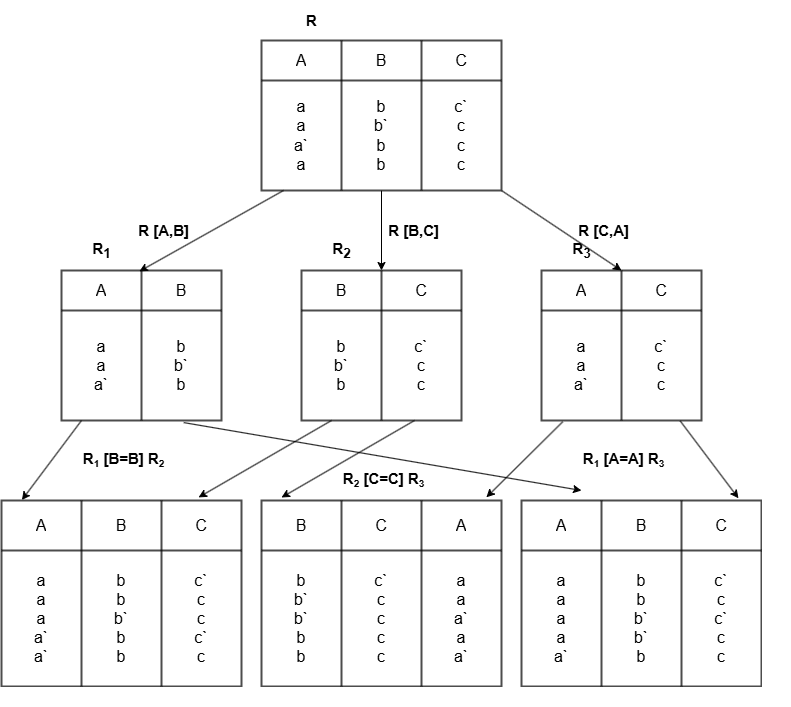 R
A B C
a b c`
a b` c
a` b c
a b c
R [A,B] R [B,C] R [C,A]
R₁ R₂ R₃
A B B C A C
a b b c` a c`
a b` b` c a c
a` b b c a` c
R₁ [B=B] R₂ R₂ [C=C] R₃ R₁ [A=A] R₃
A B C B C A A B C
a b c` b c` a a b c`
a b c b` c a a b c
a b` c b` c a` a b` c`
a` b c` b c a a b` c
a` b c b c a` a` b c